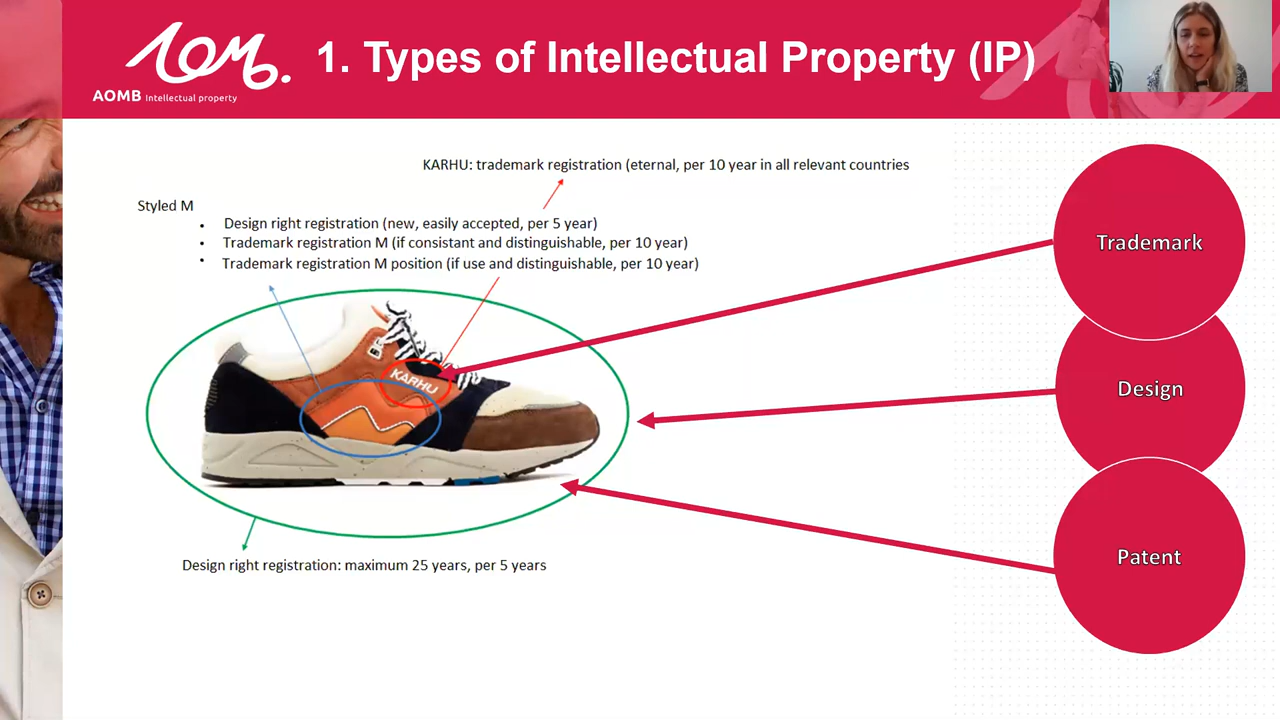 1. Types of Intellectual Property (IP)
AOMB Intellectual property
KARHU: trademark registration (eternal, per 10 year in all relevant countries
Styled M
• Design right registration (new, easily accepted, per 5 year)
• Trademark registration M (if consistant and distinguishable, per 10 year)
• Trademark registration M position (if use and distinguishable, per 10 year)
KARHU
Design right registration: maximum 25 years, per 5 years
Trademark
Design
Patent